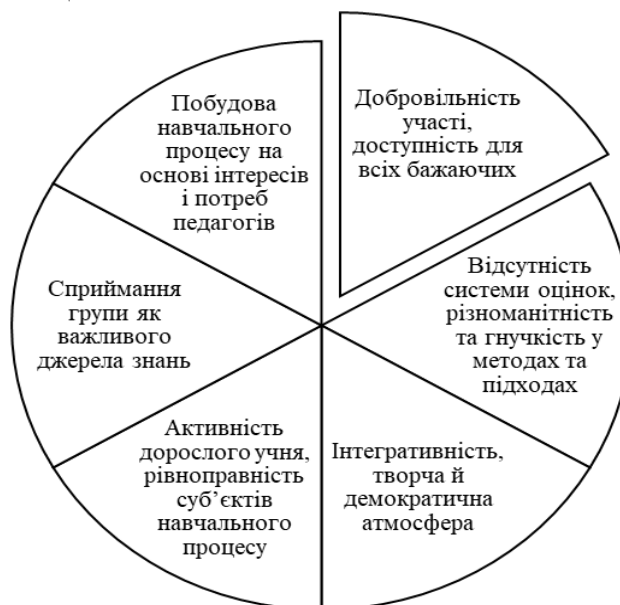 Добровільність
участі,
доступність для
всіх бажаючих
Відсутність
системи оцінок,
різноманітність
та гнучкість у
методах та
підходах
Інтегративність,
творча й
демократична
атмосфера
Активність
дорослого учня,
рівноправність
суб’єктів
навчального
процесу
Сприймання
групи як
важливого
джерела знань
Побудова
навчального
процесу на
основі інтересів
і потреб
педагогів